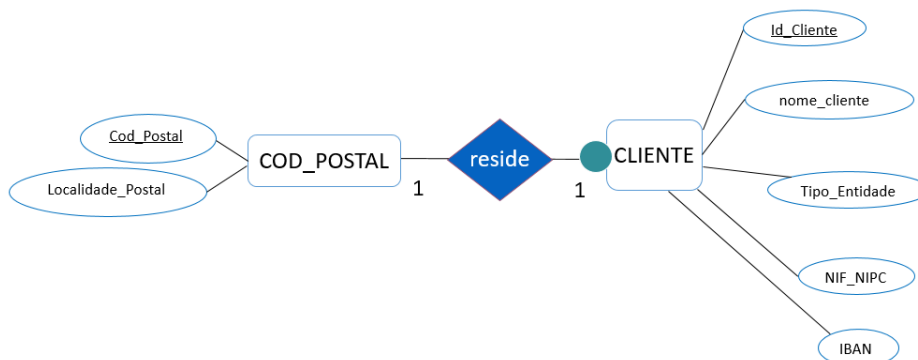 Id_Cliente
nome_cliente
Cod_Postal
COD_POSTAL
reside
CLIENTE
Localidade_Postal
1
1
Tipo_Entidade
NIF_NIPC
IBAN